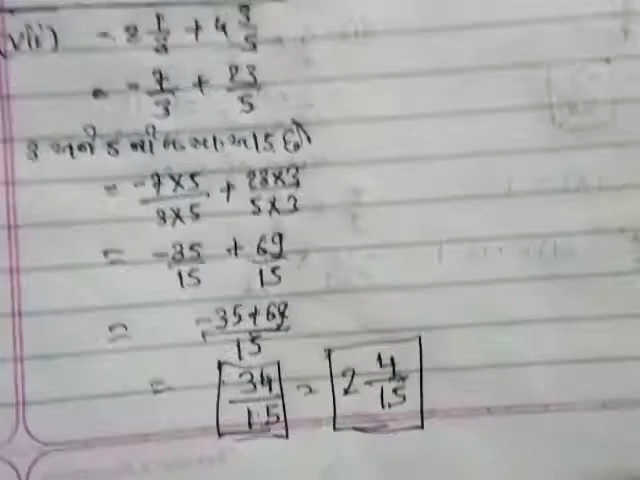 (vii) -2 1/3 + 4 3/5
= -7/3 + 23/5
3 અને 5 નો લ.સા.અ 15 છે
= -7×5/3×5 + 23×3/5×3
= -35/15 + 69/15
= -35+69/15
= 34/15 = 2 4/15